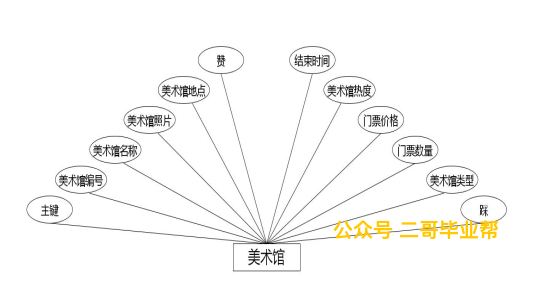 赞
结束时间
美术馆地点
美术馆热度
美术馆照片
门票价格
美术馆名称
门票数量
美术馆编号
美术馆类型
主键
踩
公众号 二哥毕业帮
美术馆